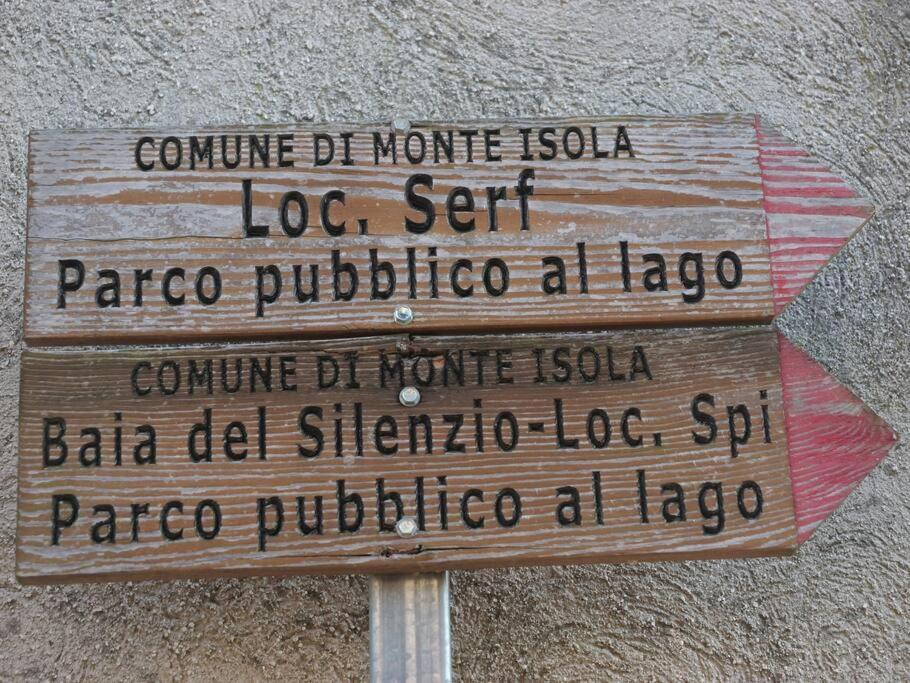 COMUNE DI MONTE ISOLA
Loc. Serf
Parco pubblico al lago
COMUNE DI MONTE ISOLA
Baia del Silenzio-Loc. Spi
Parco pubblico al lago